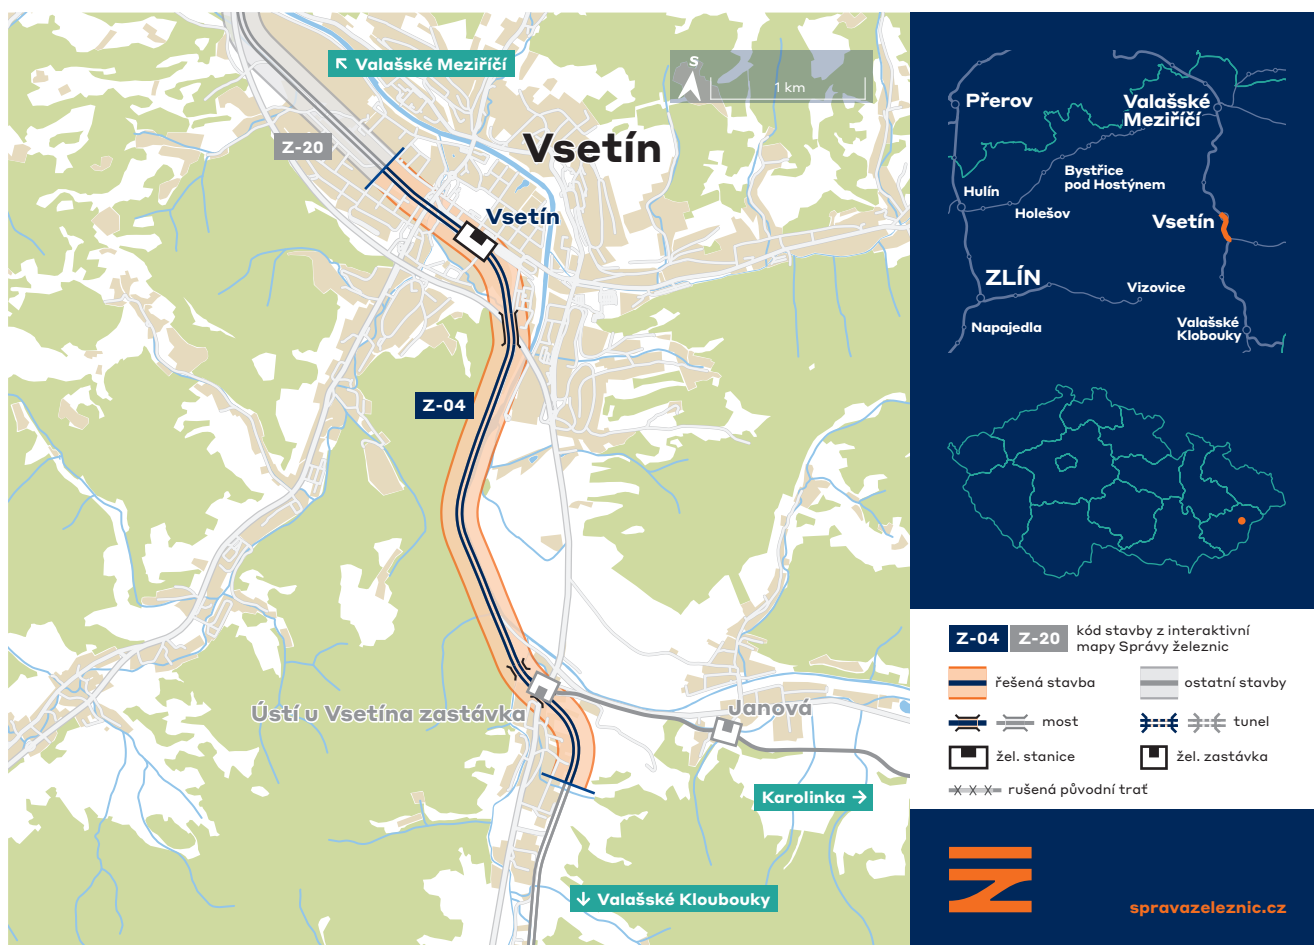 ↖ Valašské Meziříčí
S
1 km
Z-20
Vsetín
Vsetín
Z-04
Ústí u Vsetína zastávka
Janová
Karolinka →
↓ Valašské Kloubouky
Přerov
Valašské
Meziříčí
Bystřice
pod Hostýnem
Hulín
Holešov
Vsetín
ZLÍN
Vizovice
Napajedla
Valašské
Klobouky
Z-04 Z-20 kód stavby z interaktivní
mapy Správy železnic
řešená stavba
ostatní stavby
most
tunel
žel. stanice
žel. zastávka
rušená původní trať
spravazeleznic.cz